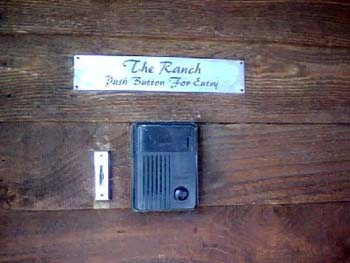 The Ranch
Push Button For Entry